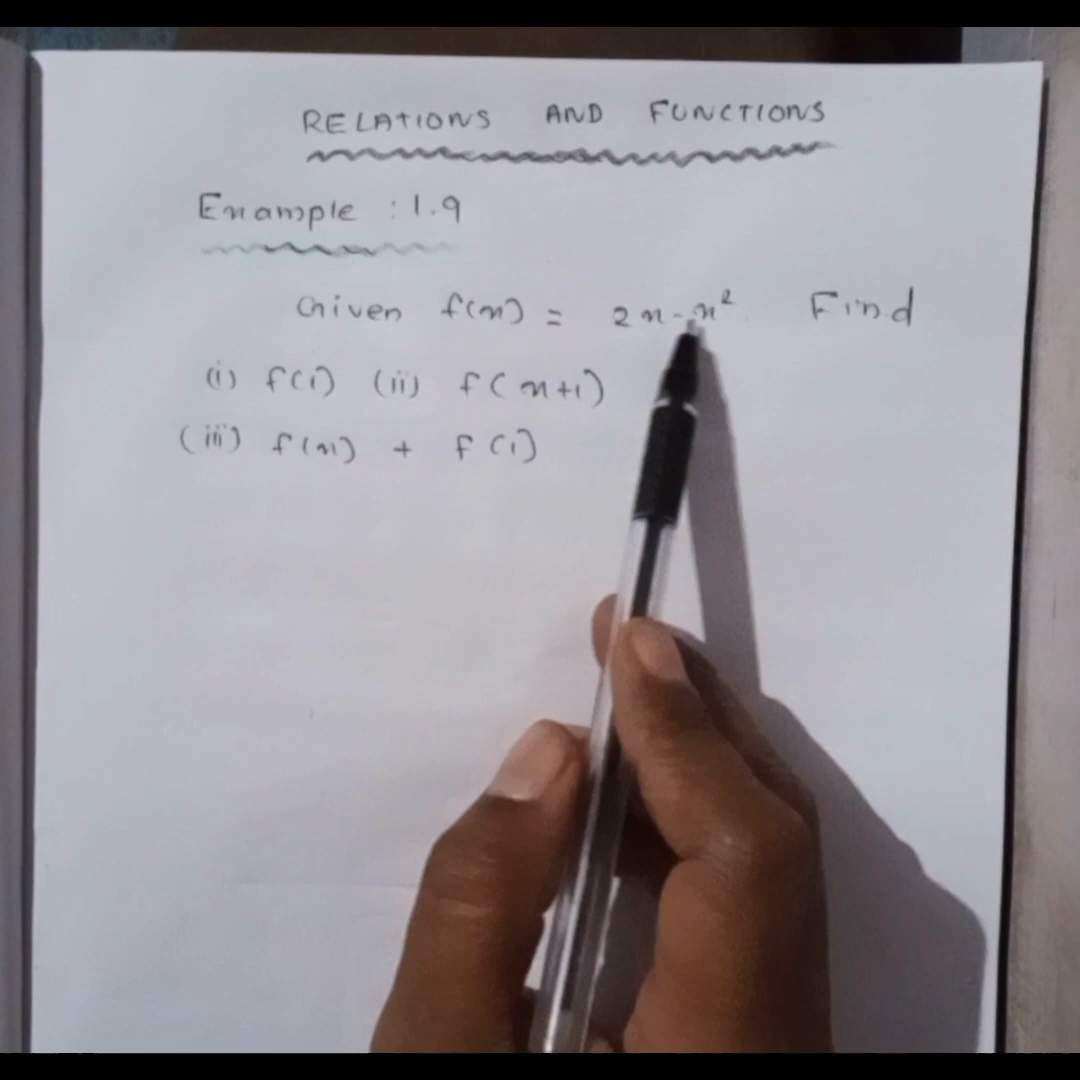 RELATIONS AND FUNCTIONS
Example : 1.9
Given f(x) = 2x - x² Find
(i) f(1) (ii) f(x+1)
(iii) f(x) + f(1)